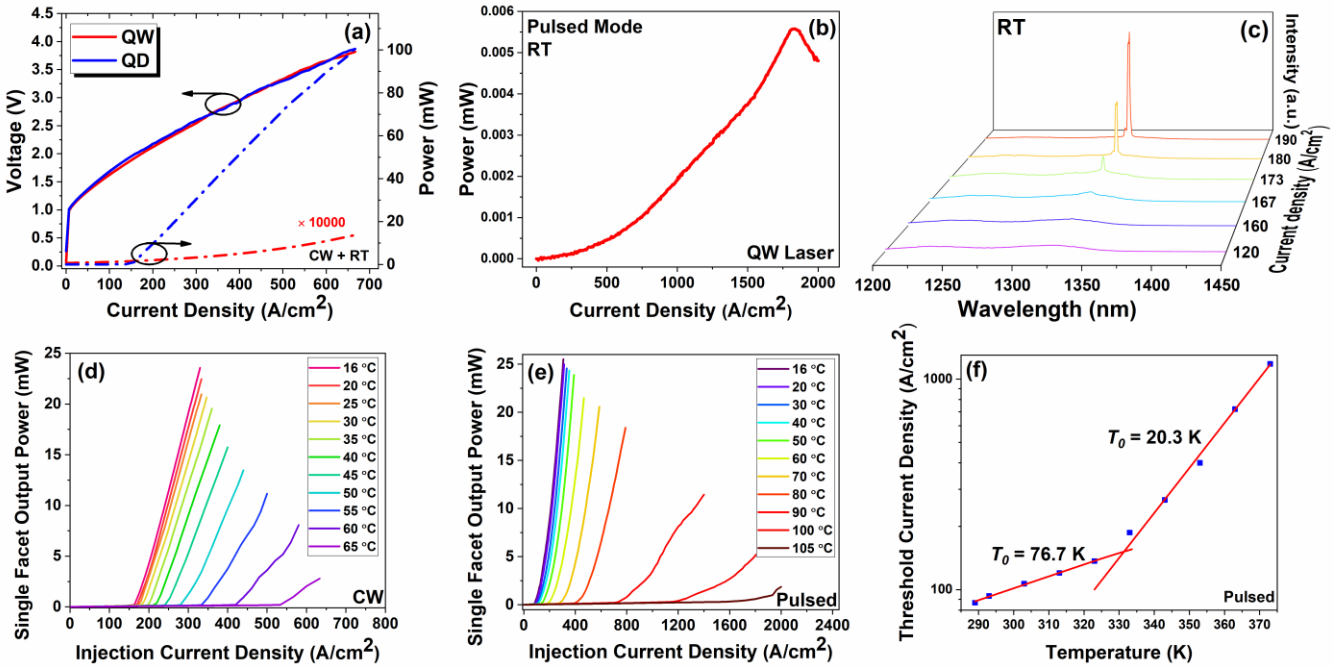 (a)
QW
QD
4.5
4.0
3.5
3.0
2.5
2.0
1.5
1.0
0.5
0.0
Voltage (V)
100
80
60
40
20
0
Power (mW)
× 10000
CW + RT
0 100 200 300 400 500 600 700
Current Density (A/cm²)
(b)
Pulsed Mode
RT
0.006
0.005
0.004
0.003
0.002
0.001
0.000
Power (mW)
QW Laser
0 500 1000 1500 2000
Current Density (A/cm²)
RT
(c)
Intensity (a.u.)
190
180
173
167
160
120
Current density (A/cm²)
1200 1250 1300 1350 1400 1450
Wavelength (nm)
(d)
25
20
15
10
5
0
Single Facet Output Power (mW)
16 °C
20 °C
25 °C
30 °C
35 °C
40 °C
45 °C
50 °C
55 °C
60 °C
65 °C
CW
0 100 200 300 400 500 600 700 800
Injection Current Density (A/cm²)
(e)
25
20
15
10
5
0
Single Facet Output Power (mW)
16 °C
20 °C
30 °C
40 °C
50 °C
60 °C
70 °C
80 °C
90 °C
100 °C
105 °C
Pulsed
0 400 800 1200 1600 2000 2400
Injection Current Density (A/cm²)
(f)
1000
100
Threshold Current Density (A/cm²)
T₀ = 20.3 K
T₀ = 76.7 K
Pulsed
290 300 310 320 330 340 350 360 370
Temperature (K)